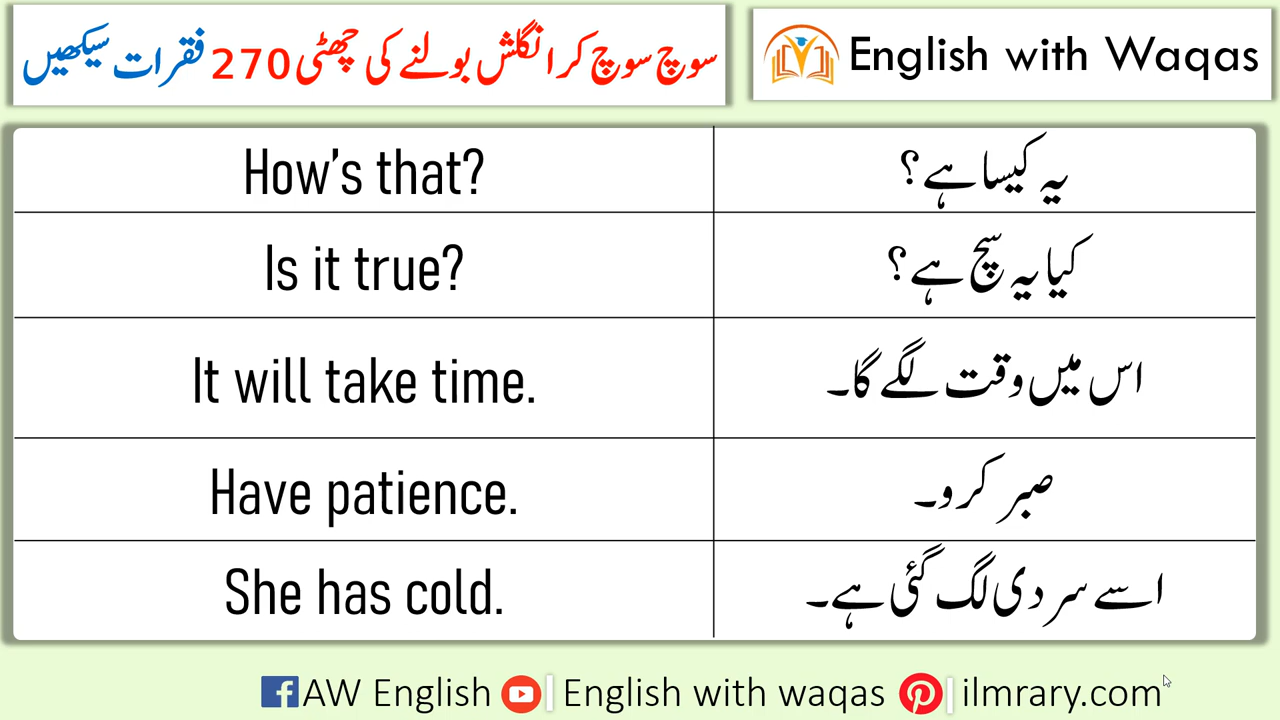 سوچ سوچ کر انگلش بولنے کی چھٹی 270 فقرات سیکھیں
English with Waqas
How's that?
یہ کیسا ہے؟
Is it true?
کیا یہ سچ ہے؟
It will take time.
اس میں وقت لگے گا۔
Have patience.
صبر کرو۔
She has cold.
اسے سردی لگ گئی ہے۔
AW English | English with waqas | ilmrary.com